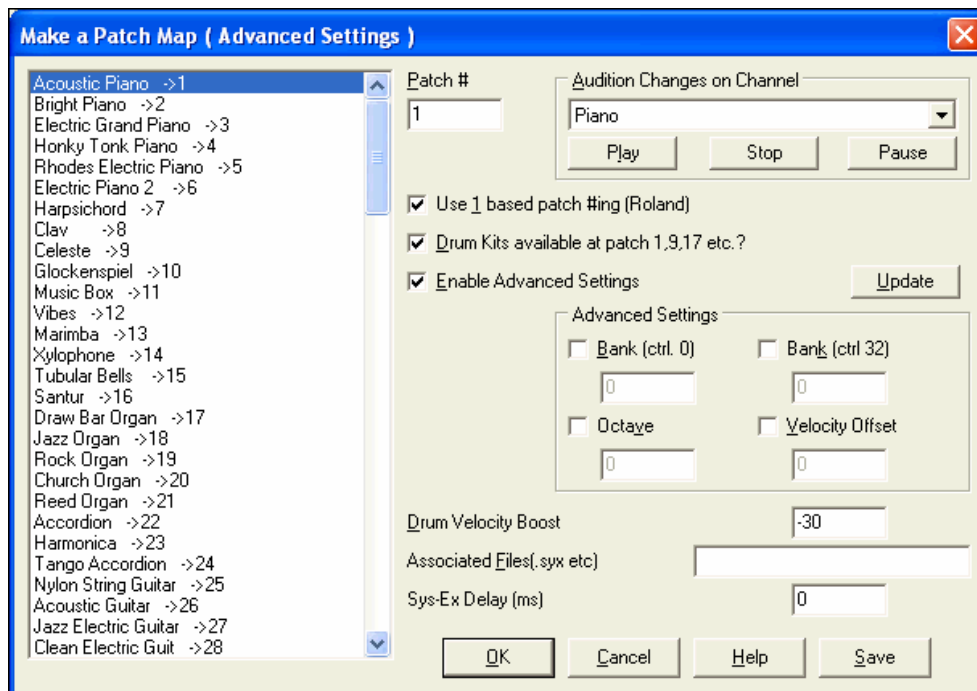 Make a Patch Map ( Advanced Settings )
Acoustic Piano ->1
Bright Piano ->2
Electric Grand Piano ->3
Honky Tonk Piano ->4
Rhodes Electric Piano ->5
Electric Piano 2 ->6
Harpsichord ->7
Clav ->8
Celeste ->9
Glockenspiel ->10
Music Box ->11
Vibes ->12
Marimba ->13
Xylophone ->14
Tubular Bells ->15
Santur ->16
Draw Bar Organ ->17
Jazz Organ ->18
Rock Organ ->19
Church Organ ->20
Reed Organ ->21
Accordion ->22
Harmonica ->23
Tango Accordion ->24
Nylon String Guitar ->25
Acoustic Guitar ->26
Jazz Electric Guitar ->27
Clean Electric Guit ->28
Patch #
1
Audition Changes on Channel
Piano
Play Stop Pause
Use 1 based patch #ing (Roland)
Drum Kits available at patch 1,9,17 etc.?
Enable Advanced Settings
Update
Advanced Settings
Bank (ctrl. 0) Bank (ctrl 32)
0 0
Octave Velocity Offset
0 0
Drum Velocity Boost -30
Associated Files(.syx etc)
Sys-Ex Delay (ms) 0
OK Cancel Help Save